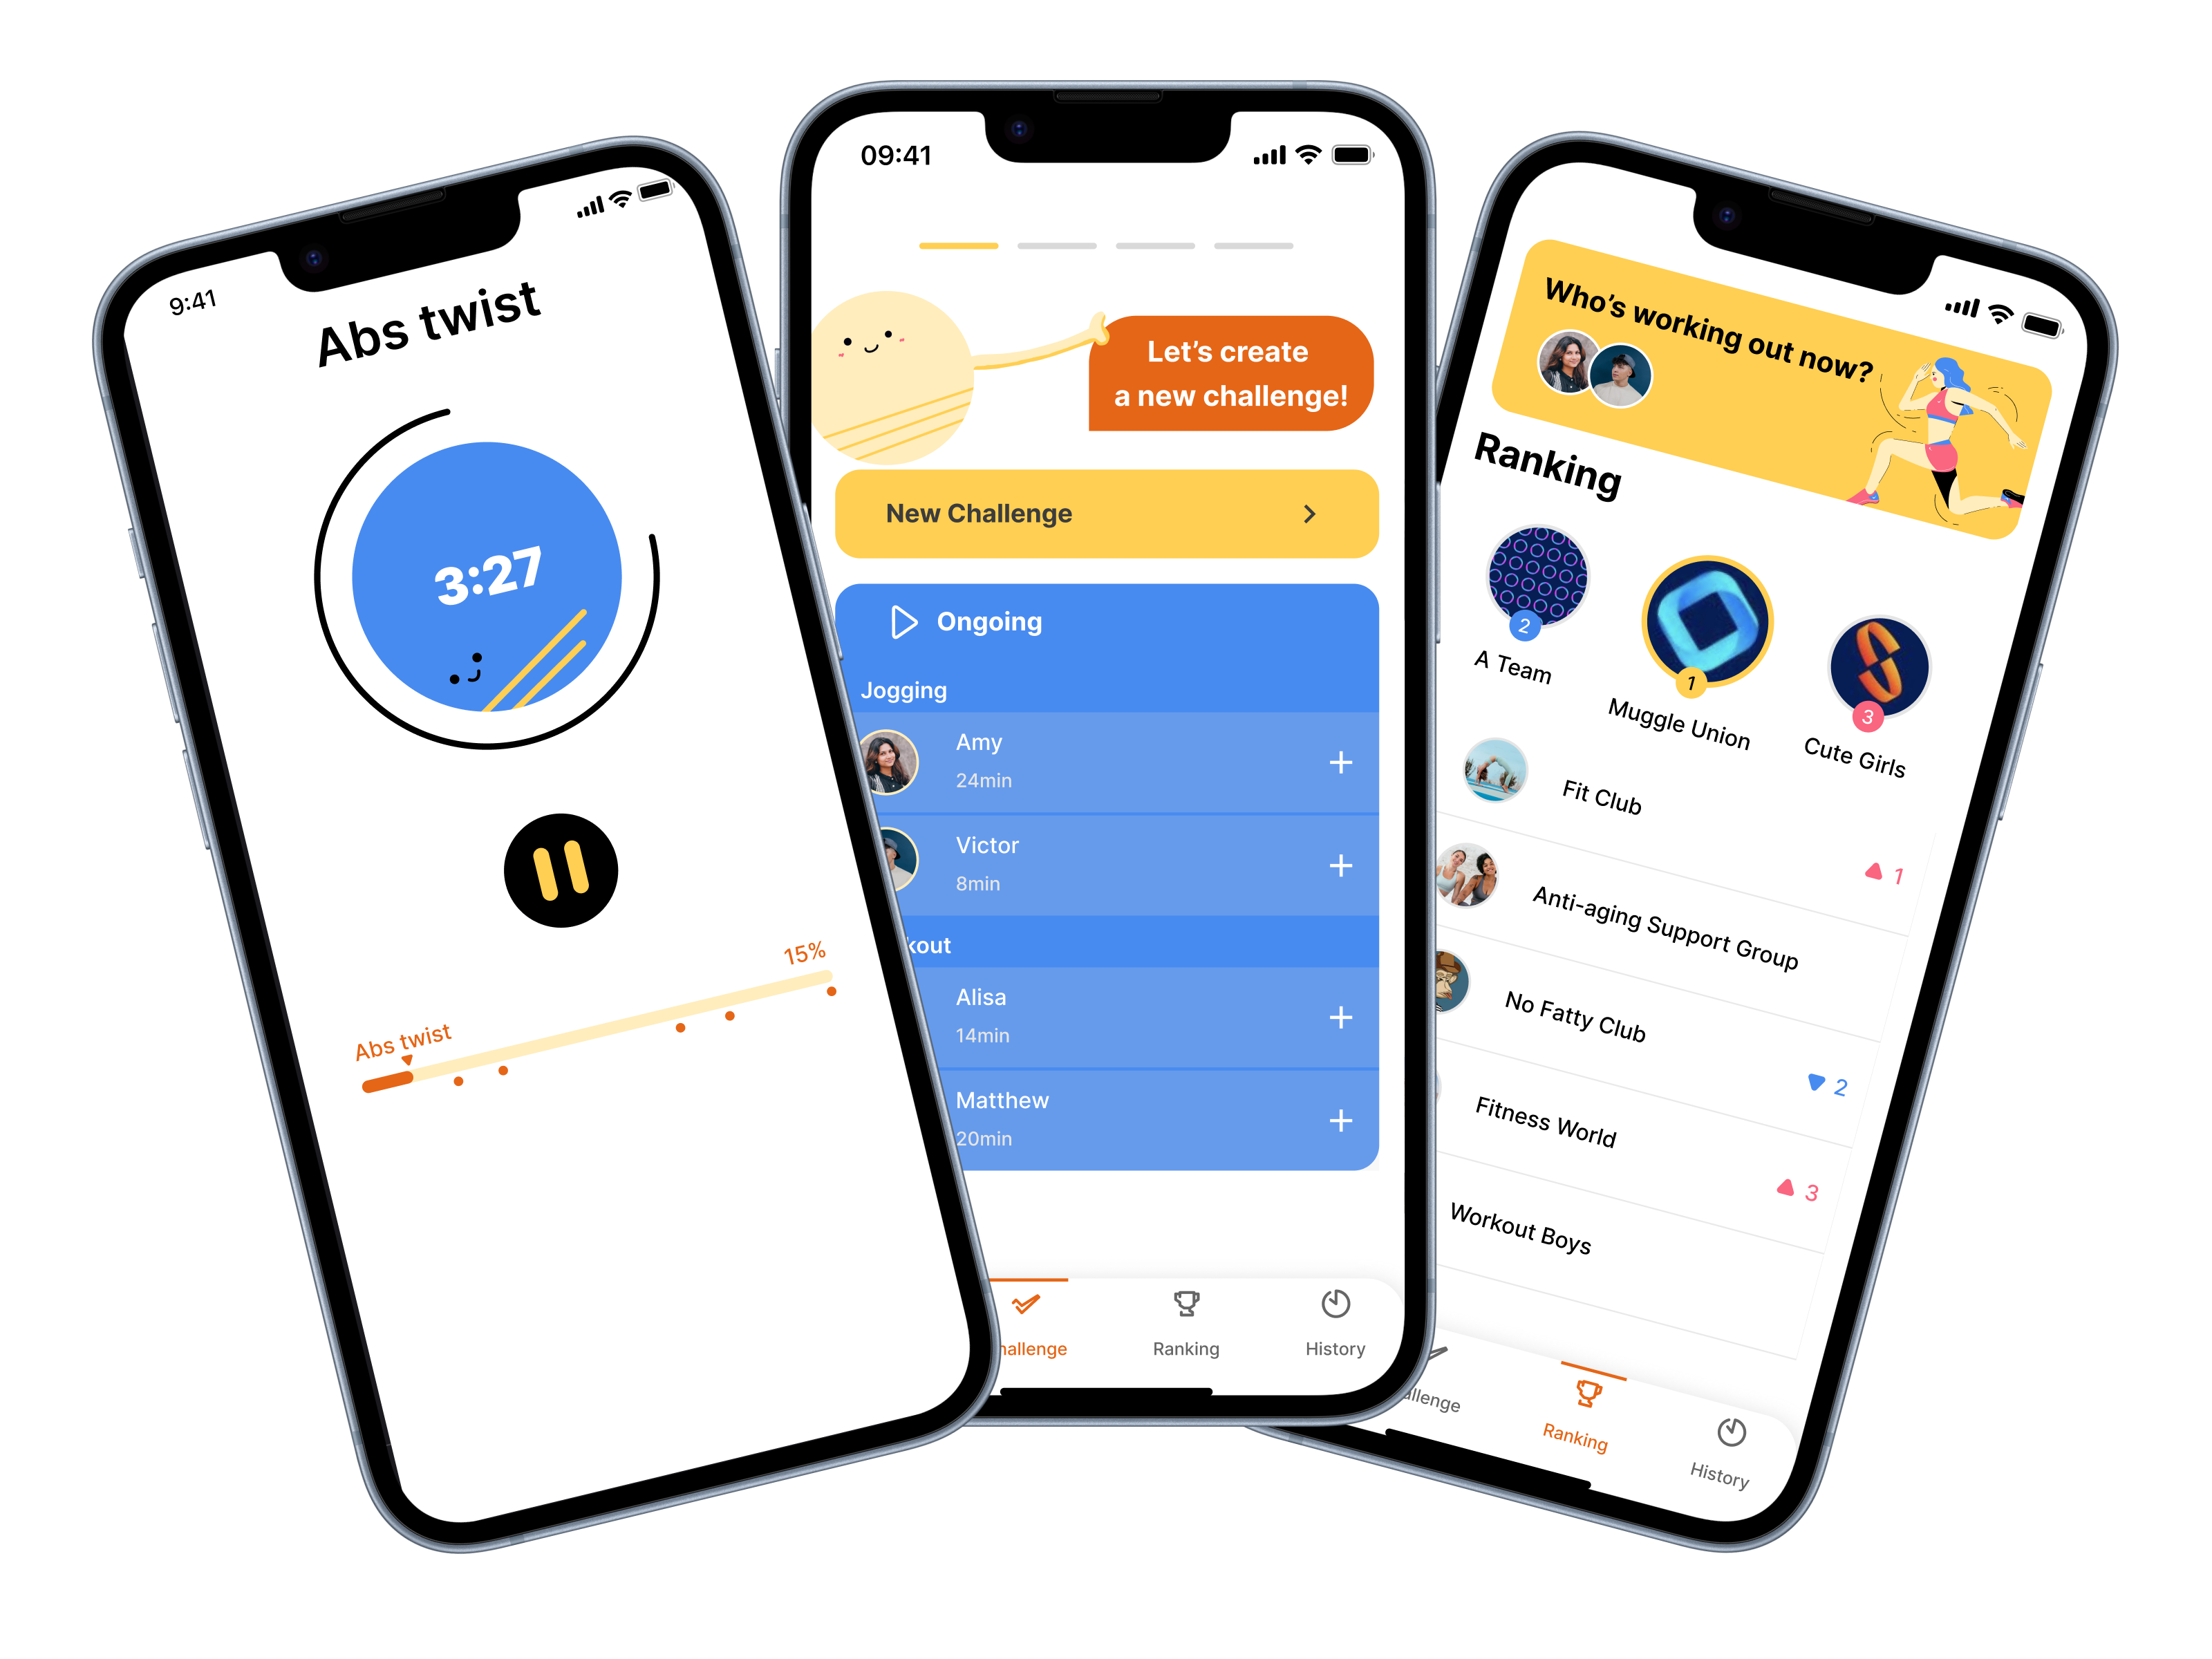 9:41
Abs twist
3:27
15%
Abs twist
09:41
Let's create
a new challenge!
New Challenge
Ongoing
Jogging
Amy
24min
Victor
8min
Alisa
14min
Matthew
20min
Ranking
History
Who's working out now?
Ranking
2
A Team
1
Muggle Union
3
Cute Girls
Fit Club
1
Anti-aging Support Group
No Fatty Club
2
Fitness World
3
Workout Boys
Ranking
History